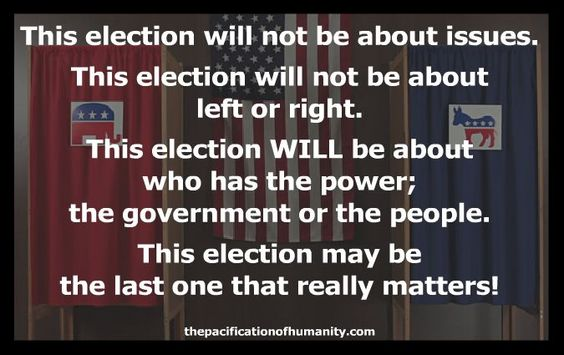 This election will not be about issues.
This election will not be about
left or right.
This election WILL be about
who has the power;
the government or the people.
This election may be
the last one that really matters!
thepacificationofhumanity.com